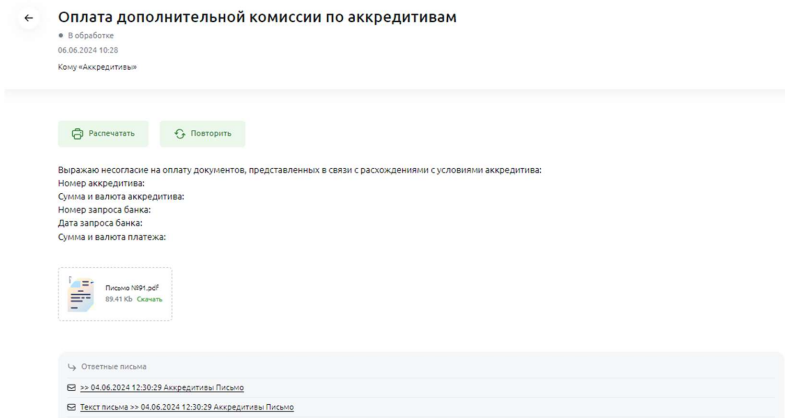 Оплата дополнительной комиссии по аккредитивам
В обработке
06.06.2024 10:28
Кому «Аккредитивы»
Распечатать
Повторить
Выражаю несогласие на оплату документов, представленных в связи с расхождениями с условиями аккредитива:
Номер аккредитива:
Сумма и валюта аккредитива:
Номер запроса банка:
Дата запроса банка:
Сумма и валюта платежа:
Письмо №91.pdf
89.41 Kb Скачать
Ответные письма
>> 04.06.2024 12:30:29 Аккредитивы Письмо
Текст письма >> 04.06.2024 12:30:29 Аккредитивы Письмо